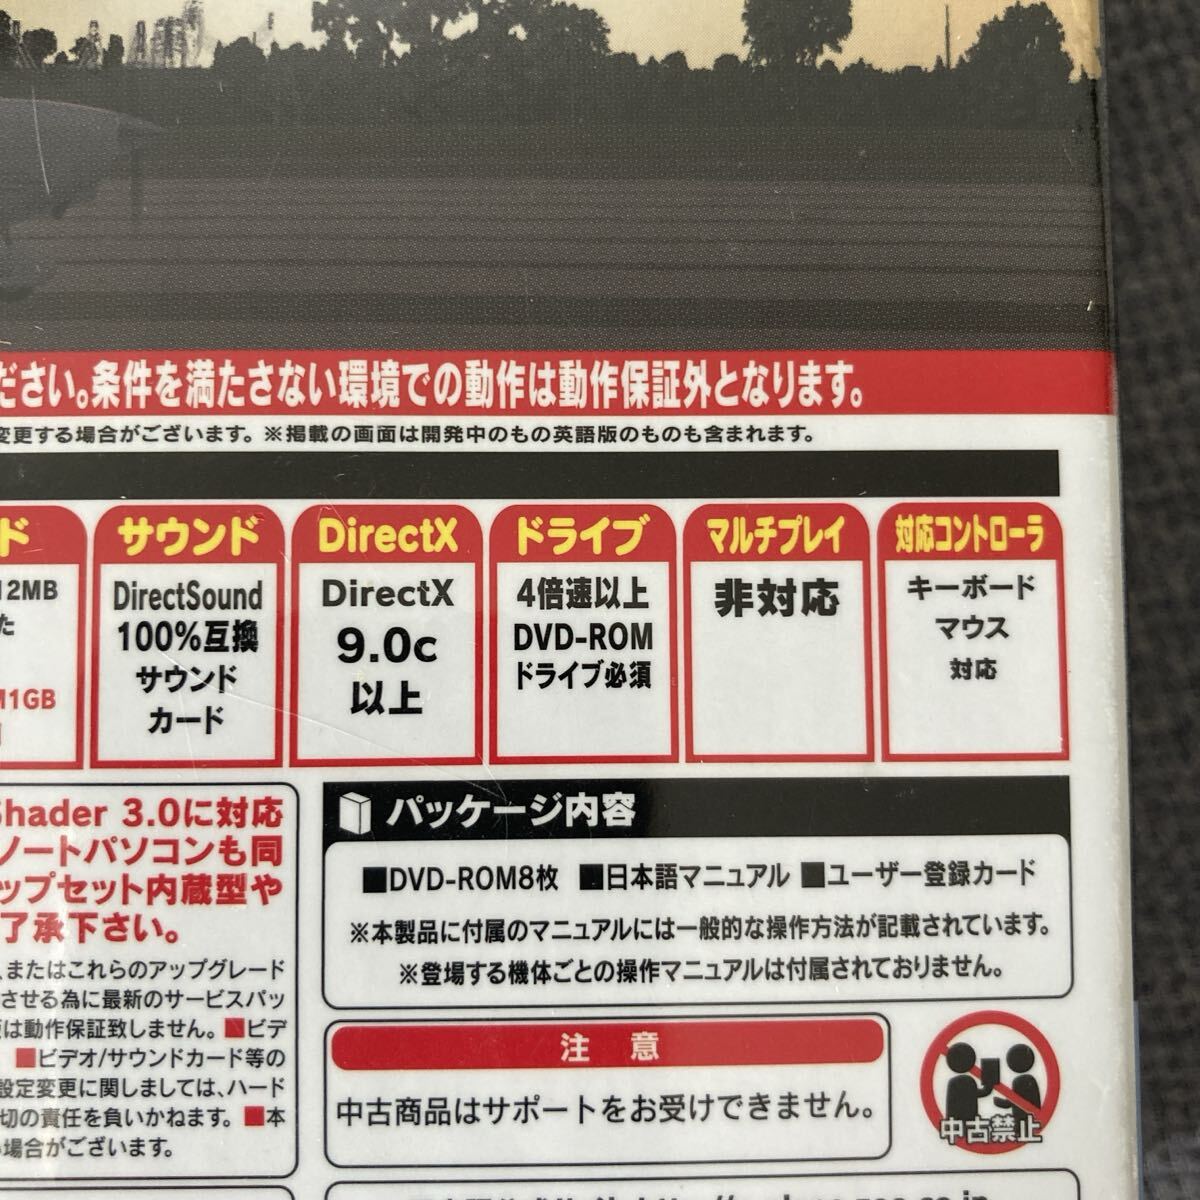 ださい。条件を満たさない環境での動作は動作保証外となります。
変更する場合がございます。※掲載の画面は開発中のもの英語版のものも含まれます。
ド
12MB
た
M1GB
サウンド
DirectSound
100%互換
サウンド
カード
DirectX
DirectX
9.0c
以上
ドライブ
4倍速以上
DVD-ROM
ドライブ必須
マルチプレイ
非対応
対応コントローラ
キーボード
マウス
対応
Shader 3.0に対応
ノートパソコンも同
ップセット内蔵型や
了承下さい。
、またはこれらのアップグレード
させる為に最新のサービスパッ
は動作保証致しません。■ビデ
■ビデオ/サウンドカード等の
設定変更に関しましては、ハード
切の責任を負いかねます。■本
場合がございます。
パッケージ内容
■DVD-ROM8枚 ■日本語マニュアル ■ユーザー登録カード
※本製品に付属のマニュアルには一般的な操作方法が記載されています。
※登場する機体ごとの操作マニュアルは付属されておりません。
注意
中古商品はサポートをお受けできません。
中古禁止